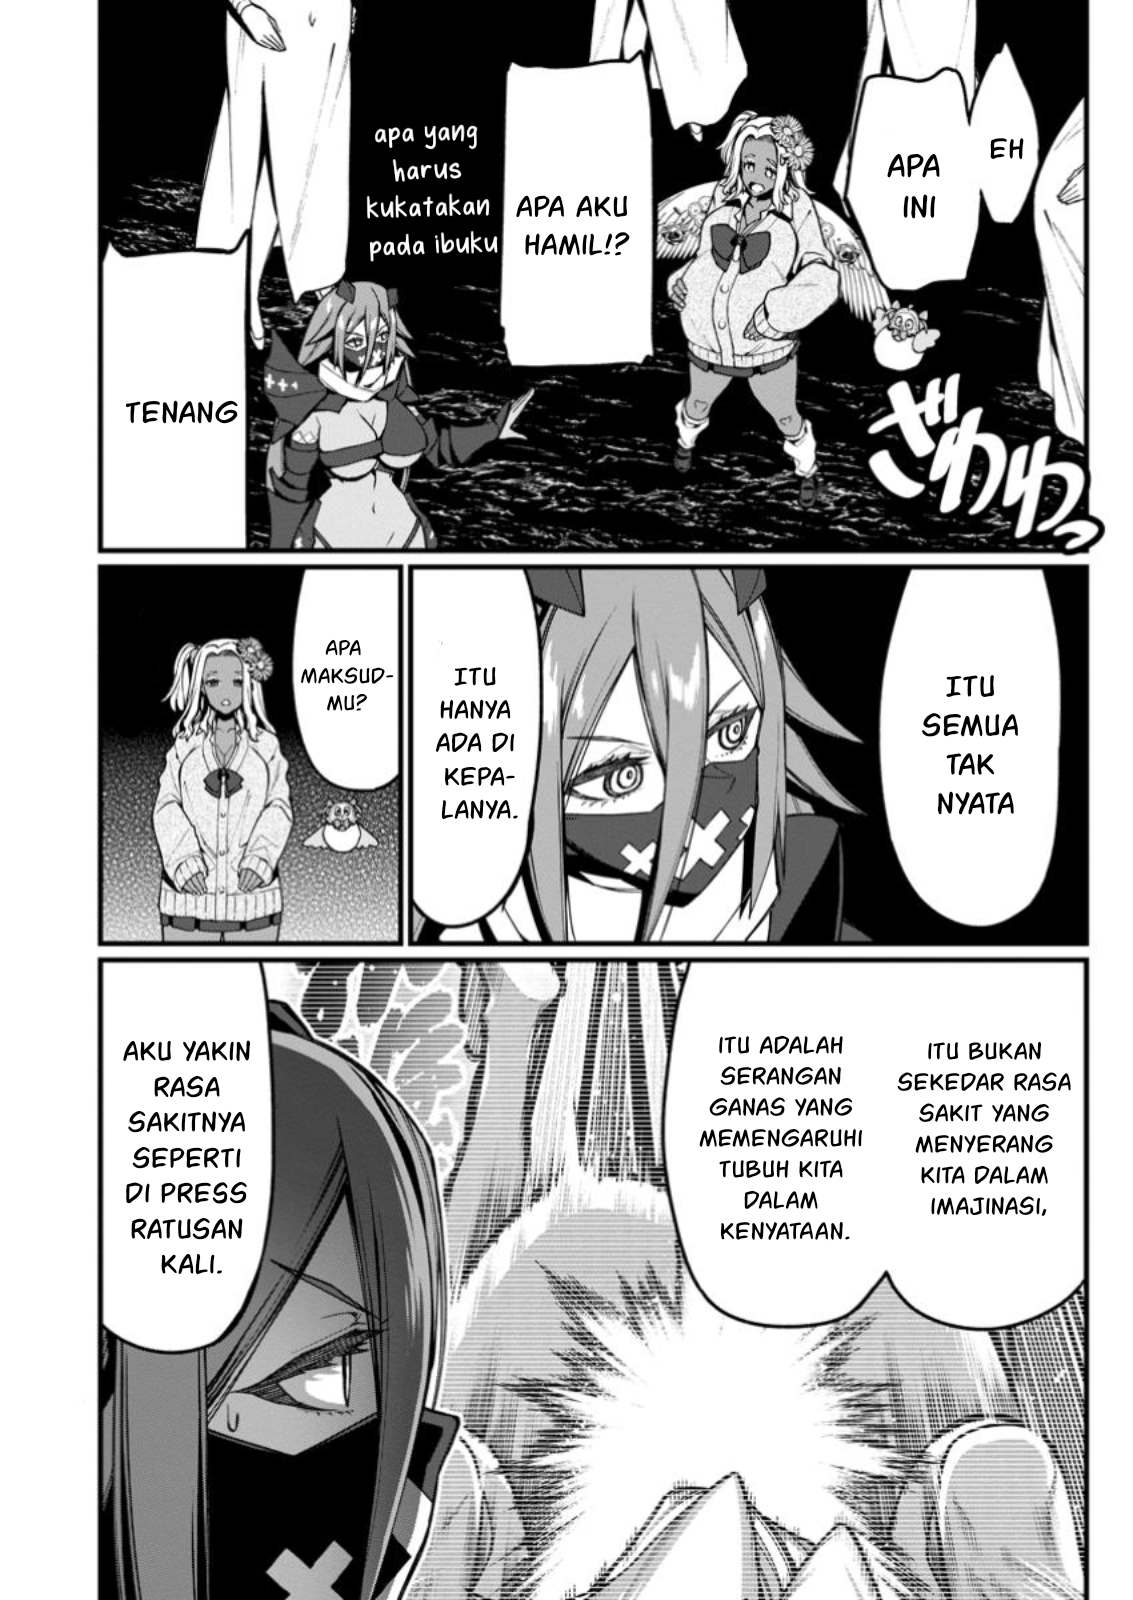 EH
APA
INI
APA AKU
HAMIL!?
apa yang
harus
kukatakan
pada ibuku
TENANG
ざわわっ
ITU
SEMUA
TAK
NYATA
ITU
HANYA
ADA DI
KEPA-
LANYA.
APA
MAKSUD-
MU?
ITU BUKAN
SEKEDAR RASA
SAKIT YANG
MENYERANG
KITA DALAM
IMAJINASI,
ITU ADALAH
SERANGAN
GANAS YANG
MEMENGARUHI
TUBUH KITA
DALAM
KENYATAAN.
AKU YAKIN
RASA
SAKITNYA
SEPERTI
DI PRESS
RATUSAN
KALI.